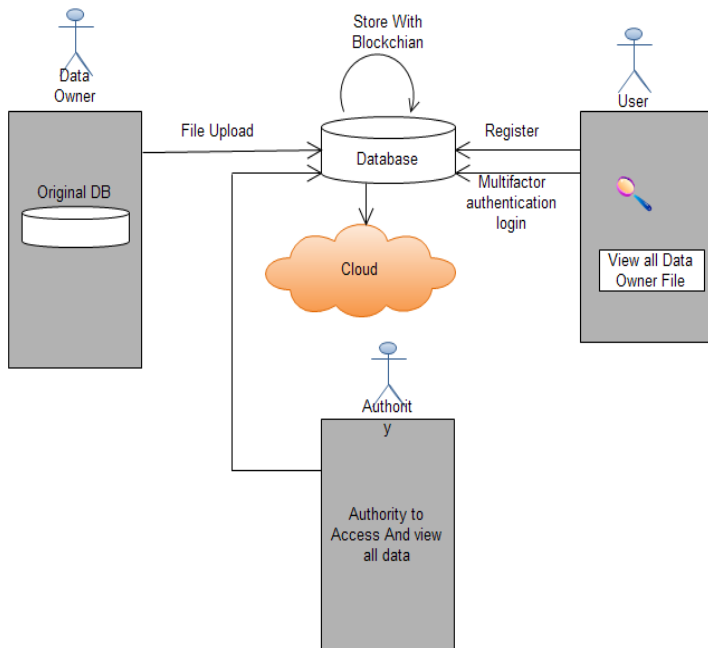 Store With
Blockchian
Data
Owner
User
File Upload
Register
Database
Original DB
Multifactor
authentication
login
View all Data
Owner File
Cloud
Authorit
y
Authority to
Access And view
all data